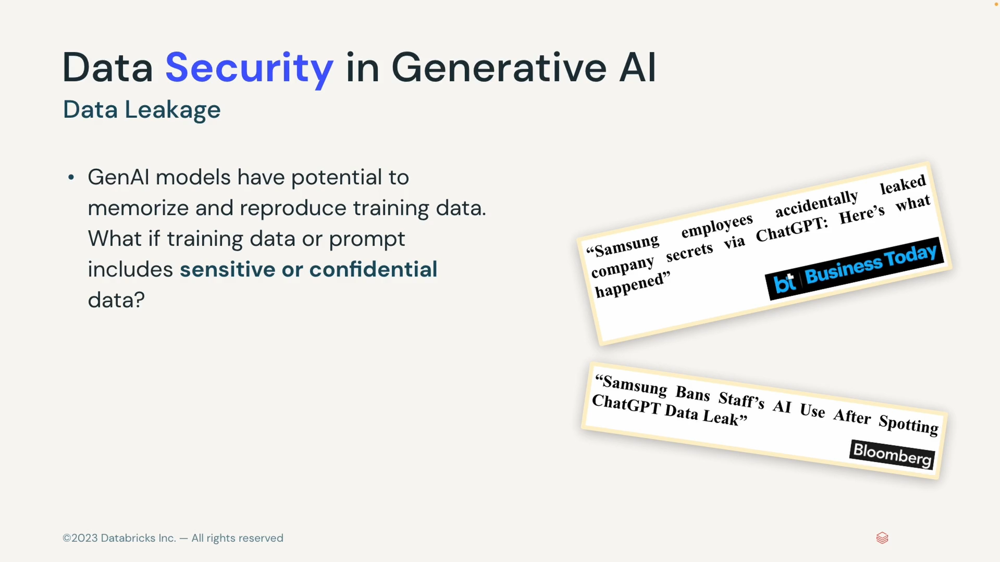 Data Security in Generative AI
Data Leakage
• GenAI models have potential to
memorize and reproduce training data.
What if training data or prompt
includes sensitive or confidential
data?
“Samsung employees accidentally leaked
company secrets via ChatGPT: Here’s what
happened”
bt Business Today
“Samsung Bans Staff’s AI Use After Spotting
ChatGPT Data Leak”
Bloomberg
©2023 Databricks Inc. — All rights reserved